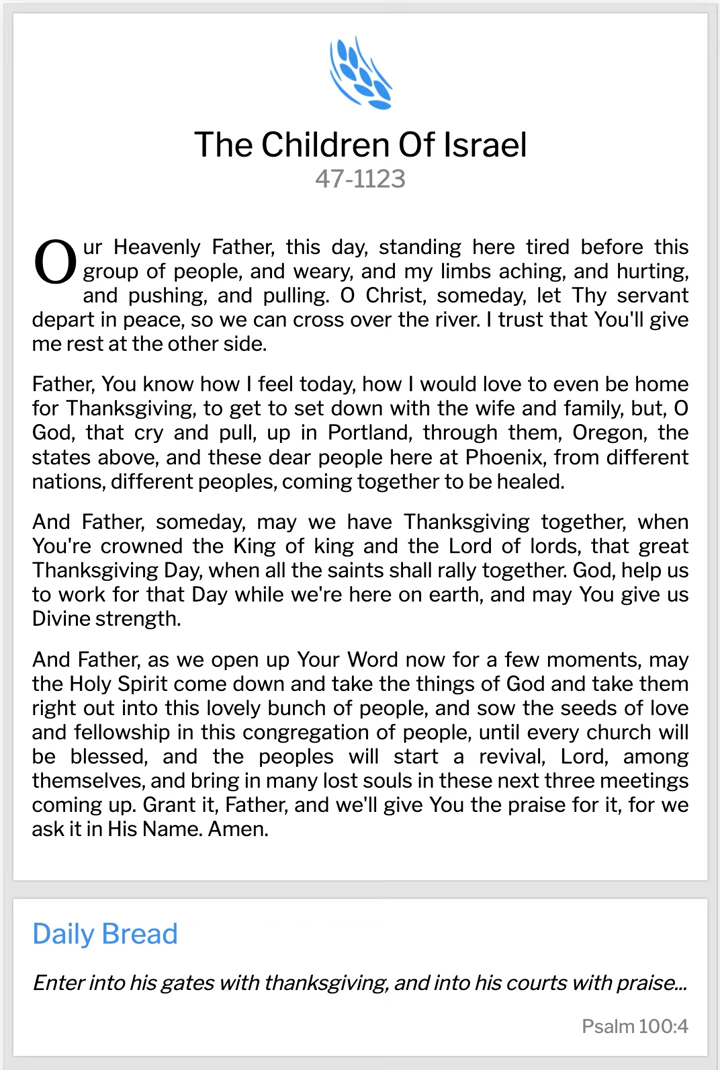 The Children Of Israel
47-1123
Our Heavenly Father, this day, standing here tired before this
group of people, and weary, and my limbs aching, and hurting,
and pushing, and pulling. O Christ, someday, let Thy servant
depart in peace, so we can cross over the river. I trust that You'll give
me rest at the other side.
Father, You know how I feel today, how I would love to even be home
for Thanksgiving, to get to set down with the wife and family, but, O
God, that cry and pull, up in Portland, through them, Oregon, the
states above, and these dear people here at Phoenix, from different
nations, different peoples, coming together to be healed.
And Father, someday, may we have Thanksgiving together, when
You're crowned the King of king and the Lord of lords, that great
Thanksgiving Day, when all the saints shall rally together. God, help us
to work for that Day while we're here on earth, and may You give us
Divine strength.
And Father, as we open up Your Word now for a few moments, may
the Holy Spirit come down and take the things of God and take them
right out into this lovely bunch of people, and sow the seeds of love
and fellowship in this congregation of people, until every church will
be blessed, and the peoples will start a revival, Lord, among
themselves, and bring in many lost souls in these next three meetings
coming up. Grant it, Father, and we'll give You the praise for it, for we
ask it in His Name. Amen.
Daily Bread
Enter into his gates with thanksgiving, and into his courts with praise...
Psalm 100:4